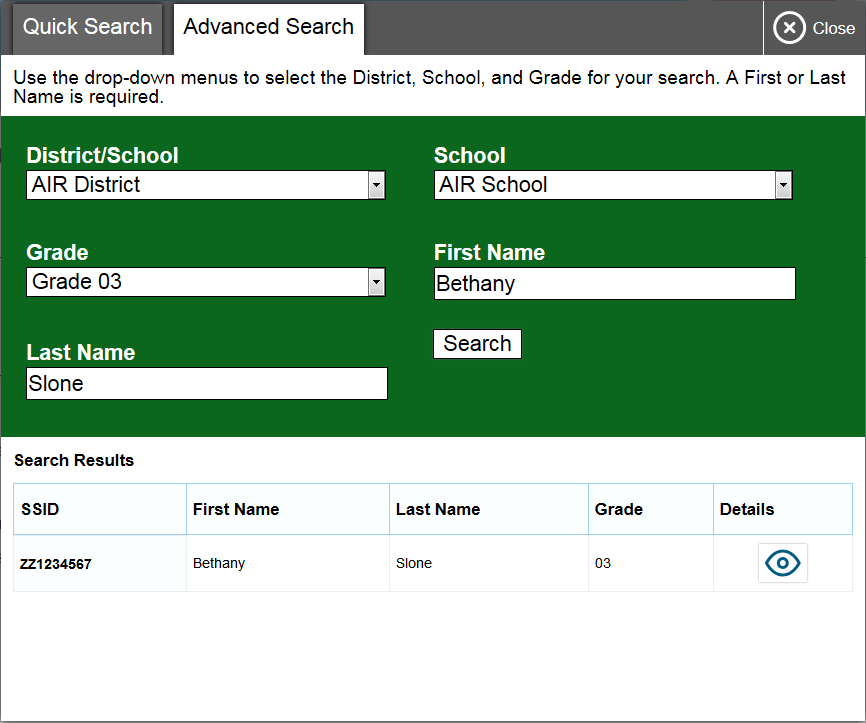 Quick Search
Advanced Search
Close
Use the drop-down menus to select the District, School, and Grade for your search. A First or Last
Name is required.
District/School
School
AIR District
AIR School
Grade
First Name
Grade 03
Bethany
Search
Last Name
Slone
Search Results
SSID First Name Last Name Grade Details
ZZ1234567 Bethany Slone 03